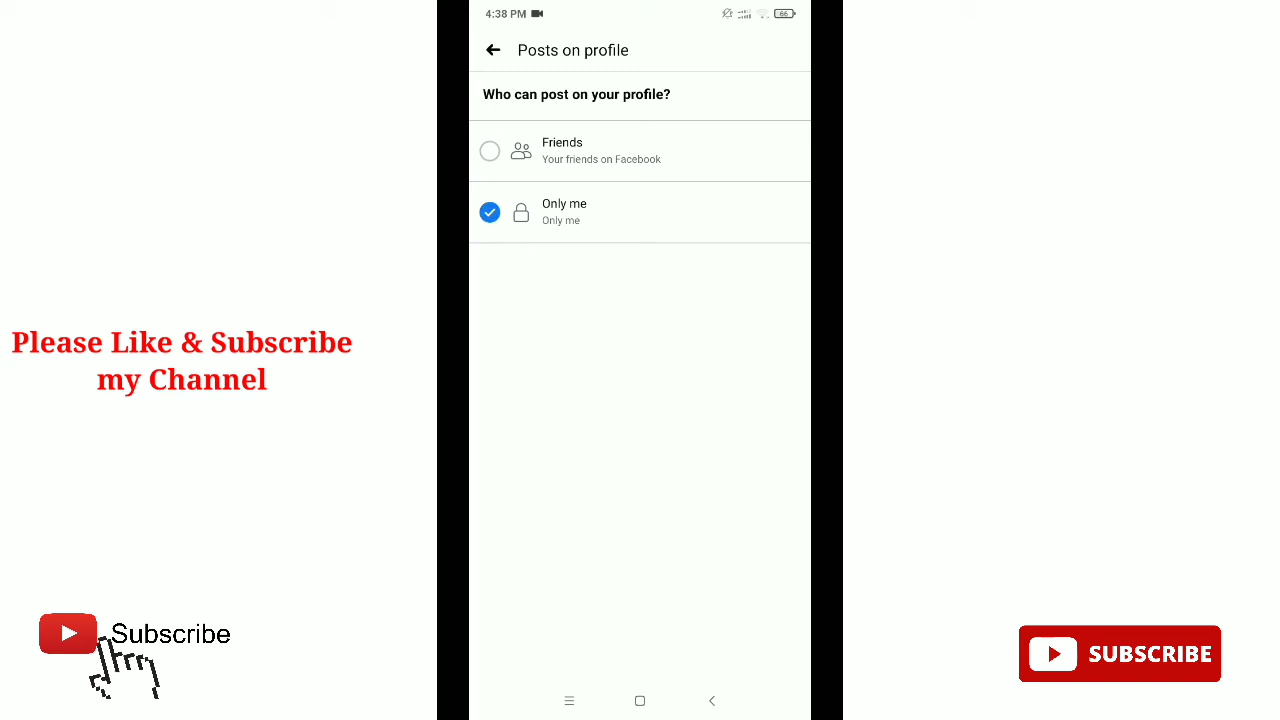 4:38 PM
66
Posts on profile
Who can post on your profile?
Friends
Your friends on Facebook
Only me
Only me
Please Like & Subscribe
my Channel
Subscribe
SUBSCRIBE